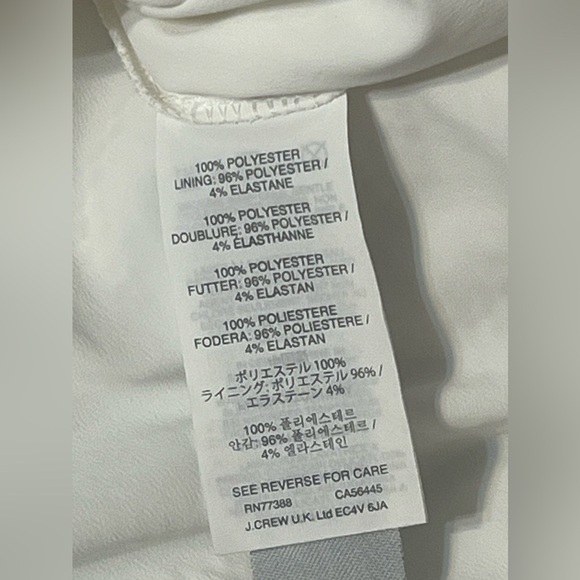 100% POLYESTER
LINING: 96% POLYESTER /
4% ELASTANE
100% POLYESTER
DOUBLURE: 96% POLYESTER /
4% ÉLASTHANNE
100% POLYESTER
FUTTER: 96% POLYESTER /
4% ELASTAN
100% POLIESTERE
FODERA: 96% POLIESTERE /
4% ELASTAN
ポリエステル 100%
ライニング: ポリエステル 96% /
エラステーン 4%
100% 폴리에스테르
안감: 96% 폴리에스테르 /
4% 엘라스테인
SEE REVERSE FOR CARE
RN77388 CA56445
J.CREW U.K. Ltd EC4V 6JA